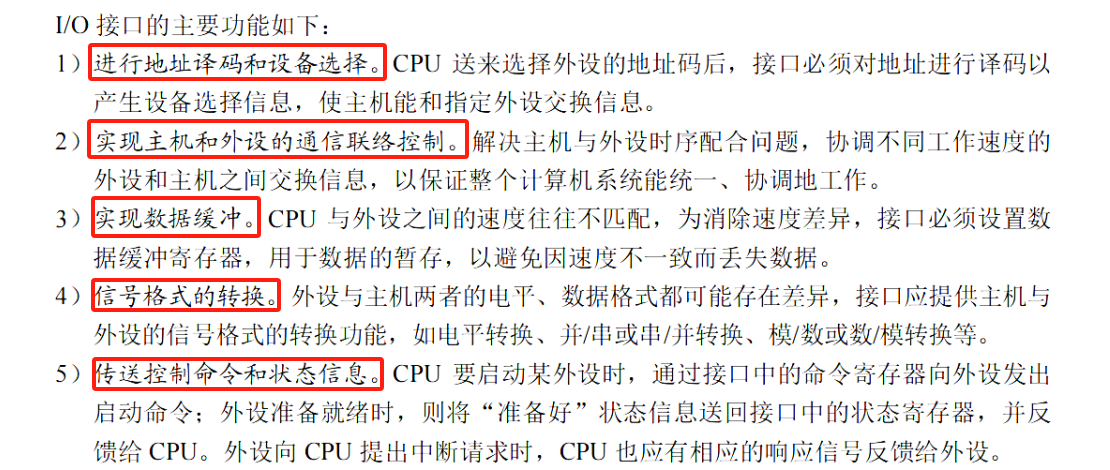 I/O 接口的主要功能如下：
1）进行地址译码和设备选择。CPU 送来选择外设的地址码后，接口必须对地址进行译码以
产生设备选择信息，使主机能和指定外设交换信息。
2）实现主机和外设的通信联络控制。解决主机与外设时序配合问题，协调不同工作速度的
外设和主机之间交换信息，以保证整个计算机系统能统一、协调地工作。
3）实现数据缓冲。CPU 与外设之间的速度往往不匹配，为消除速度差异，接口必须设置数
据缓冲寄存器，用于数据的暂存，以避免因速度不一致而丢失数据。
4）信号格式的转换。外设与主机两者的电平、数据格式都可能存在差异，接口应提供主机与
外设的信号格式的转换功能，如电平转换、并/串或串/并转换、模/数或数/模转换等。
5）传送控制命令和状态信息。CPU 要启动某外设时，通过接口中的命令寄存器向外设发出
启动命令；外设准备就绪时，则将“准备好”状态信息送回接口中的状态寄存器，并反
馈给 CPU。外设向 CPU 提出中断请求时，CPU 也应有相应的响应信号反馈给外设。